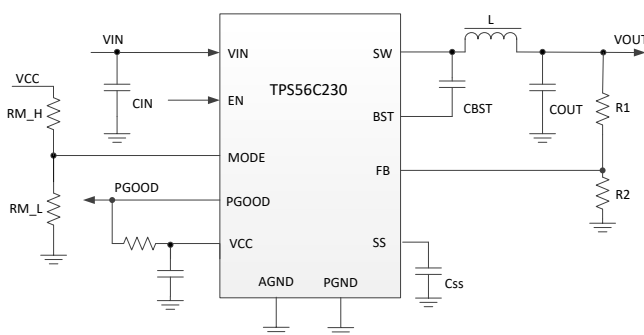 L
VIN
VIN
SW
VOUT
VCC
TPS56C230
CIN
EN
CBST
COUT
R1
RM_H
BST
MODE
FB
PGOOD
PGOOD
R2
RM_L
VCC
SS
Css
AGND
PGND